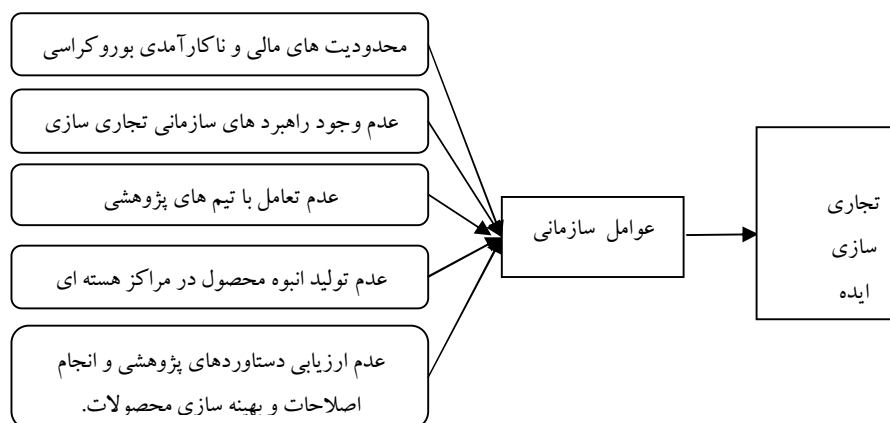 محدودیت های مالی و ناکارآمدی بوروکراسی
عدم وجود راهبرد های سازمانی تجاری سازی
عدم تعامل با تیم های پژوهشی
عدم تولید انبوه محصول در مراکز هسته ای
عدم ارزیابی دستاوردهای پژوهشی و انجام
اصلاحات و بهینه سازی محصولات.
عوامل سازمانی
تجاری
سازی
ایده